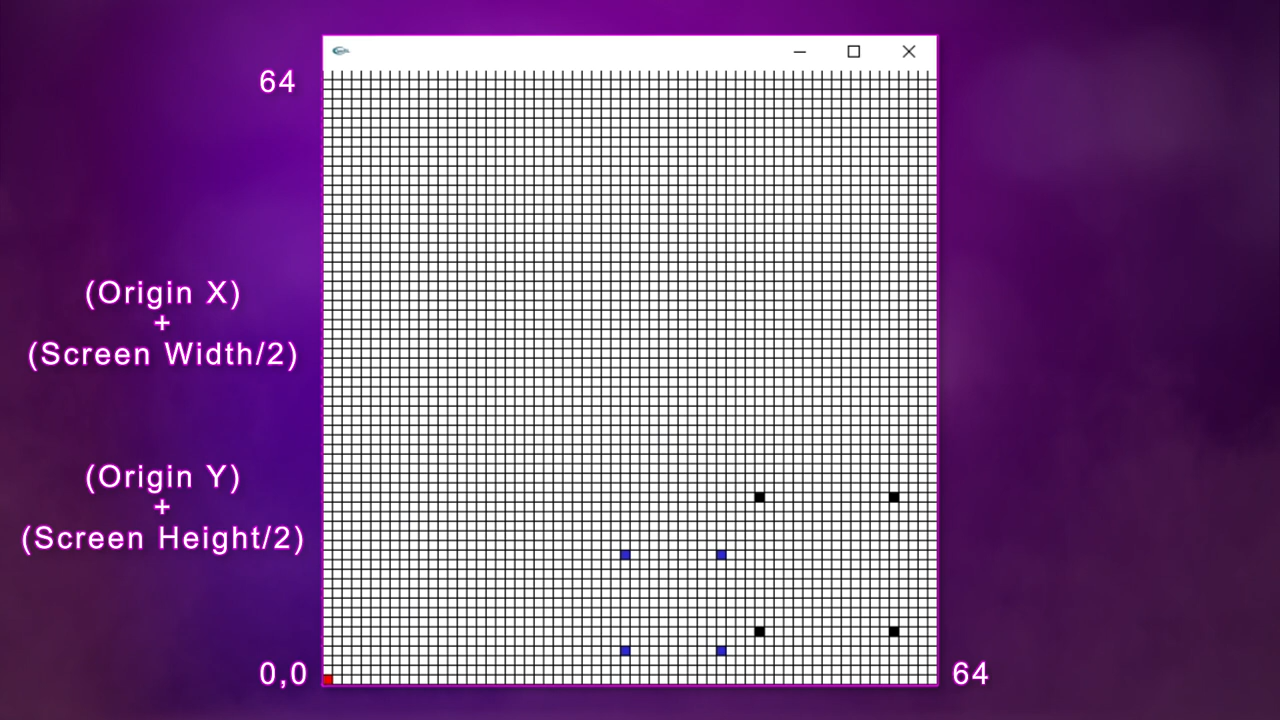 64
(Origin X)
+
(Screen Width/2)
(Origin Y)
+
(Screen Height/2)
0,0
64